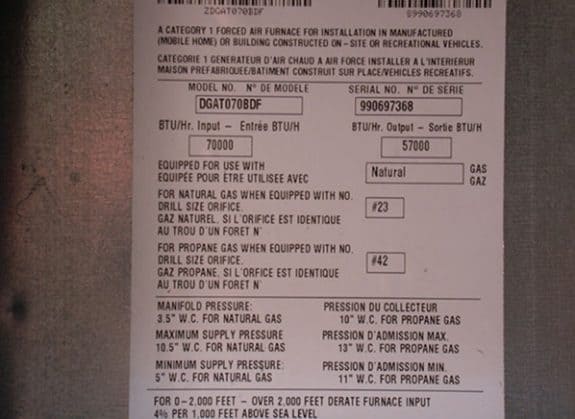 ZDGAT070BDF 8990697368
A CATEGORY 1 FORCED AIR FURNACE FOR INSTALLATION IN MANUFACTURED
(MOBILE HOME) OR BUILDING CONSTRUCTED ON - SITE OR RECREATIONAL VEHICLES.
CATEGORIE 1 GENERATEUR D'AIR CHAUD A AIR FORCE INSTALLER A L'INTERIERUR
MAISON PREFABRIQUEE/BATIMENT CONSTRUIT SUR PLACE/VEHICLES RECREATIFS.
MODEL NO. Nº DE MODÈLE SERIAL NO. Nº DE SÉRIE
DGAT070BDF 990697368
BTU/Hr. Input - Entrée BTU/H BTU/Hr. Output - Sortie BTU/H
70000 57000
EQUIPPED FOR USE WITH
EQUIPÉE POUR ÉTRE UTILISÉE AVEC
Natural GAS
GAZ
FOR NATURAL GAS WHEN EQUIPPED WITH NO.
DRILL SIZE ORIFICE.
GAZ NATUREL. SI L'ORIFICE EST IDENTIQUE
AU TROU D'UN FORET N'
#23
FOR PROPANE GAS WHEN EQUIPPED WITH NO.
DRILL SIZE ORIFICE.
GAZ PROPANE. SI L'ORFICE EST IDENTIQUE
AU TROU D'UN FORET N'
#42
MANIFOLD PRESSURE: PRESSION DU COLLECTEUR
3.5" W.C. FOR NATURAL GAS 10" W.C. FOR PROPANE GAS
MAXIMUM SUPPLY PRESSURE PRESSION D'ADMISSION MAX.
10.5" W.C. FOR NATURAL GAS 13" W.C. FOR PROPANE GAS
MINIMUM SUPPLY PRESSURE: PRESSION D'ADMISSION MIN.
5" W.C. FOR NATURAL GAS 11" W.C. FOR PROPANE GAS
FOR 0-2,000 FEET - OVER 2,000 FEET DERATE FURNACE INPUT
4% PER 1,000 FEET ABOVE SEA LEVEL